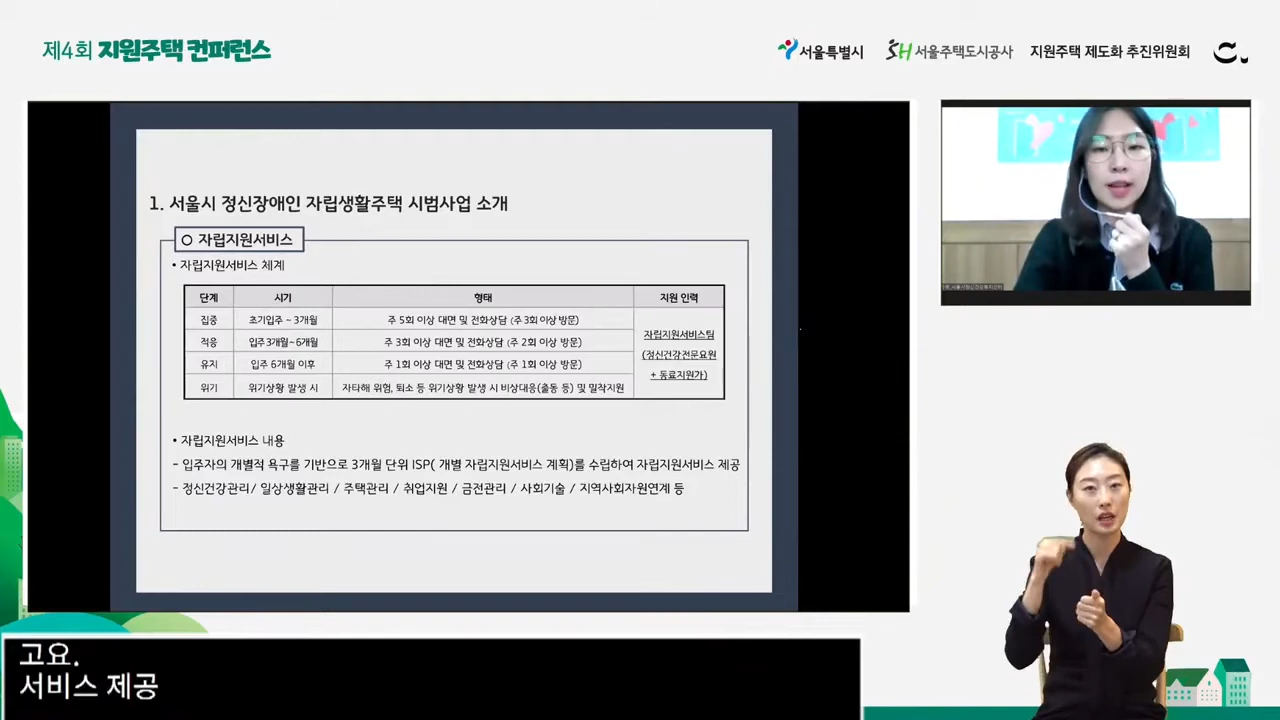 제4회 지원주택 컨퍼런스
서울특별시
SH 서울주택도시공사
지원주택 제도화 추진위원회
1. 서울시 정신장애인 자립생활주택 시범사업 소개
○ 자립지원서비스
• 자립지원서비스 체계
단계 시기 형태 지원 인력
집중 초기입주 ~ 3개월 주 5회 이상 대면 및 전화상담 (주 3회 이상 방문)
적응 입주3개월~6개월 주 3회 이상 대면 및 전화상담 (주 2회 이상 방문)
유지 입주 6개월 이후 주 1회 이상 대면 및 전화상담 (주 1회 이상 방문)
위기 위기상황 발생 시 자타해 위험, 퇴소 등 위기상황 발생 시 비상대응(출동 등) 및 밀착지원
자립지원서비스팀
(정신건강전문요원
+ 동료지원가)
• 자립지원서비스 내용
- 입주자의 개별적 욕구를 기반으로 3개월 단위 ISP( 개별 자립지원서비스 계획)를 수립하여 자립지원서비스 제공
- 정신건강관리/ 일상생활관리 / 주택관리 / 취업지원 / 금전관리 / 사회기술 / 지역사회자원연계 등
고요.
서비스 제공